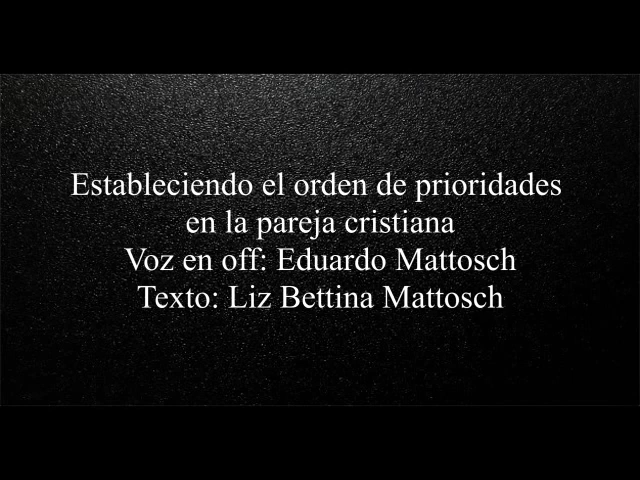 Estableciendo el orden de prioridades
en la pareja cristiana
Voz en off: Eduardo Mattosch
Texto: Liz Bettina Mattosch